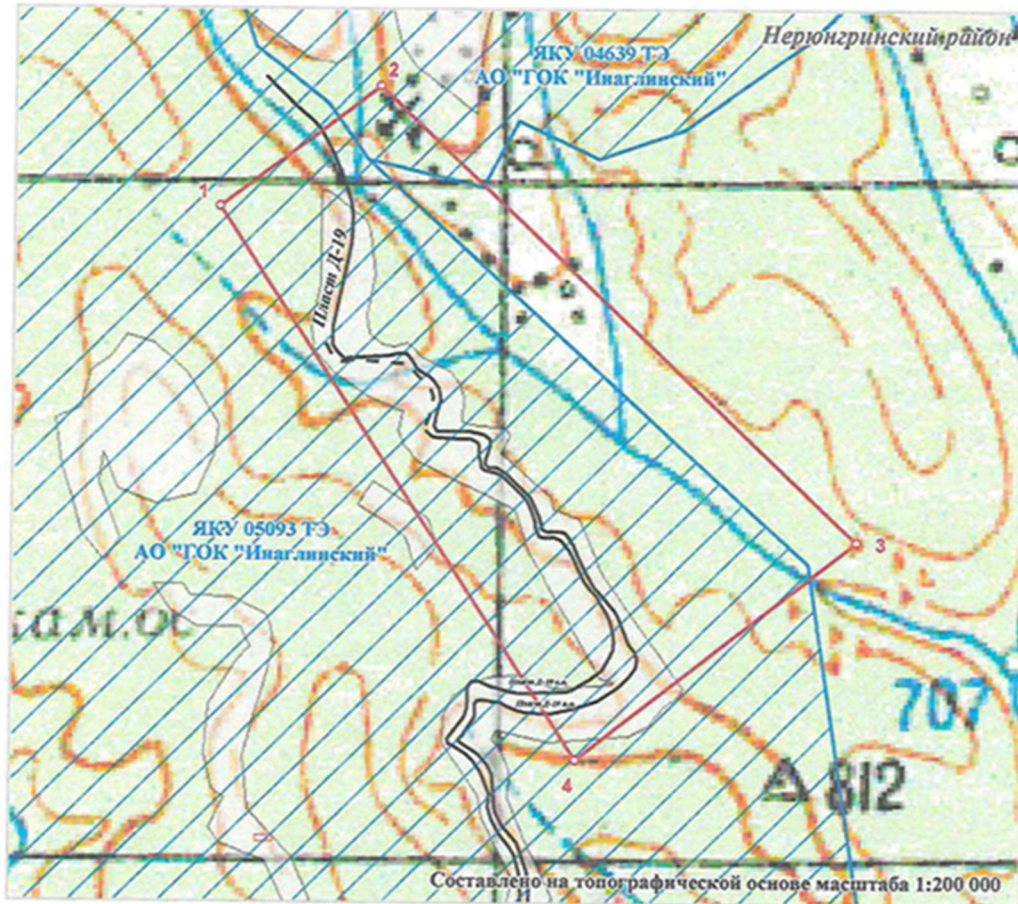 Нерюнгринский район
ЯКУ 04639 ТЭ
АО "ГОК "Инаглинский"
2
1
Пласт Д-19
3
ЯКУ 05093 ТЭ
АО "ГОК "Инаглинский"
707
4
812
Составлено на топографической основе масштаба 1:200 000